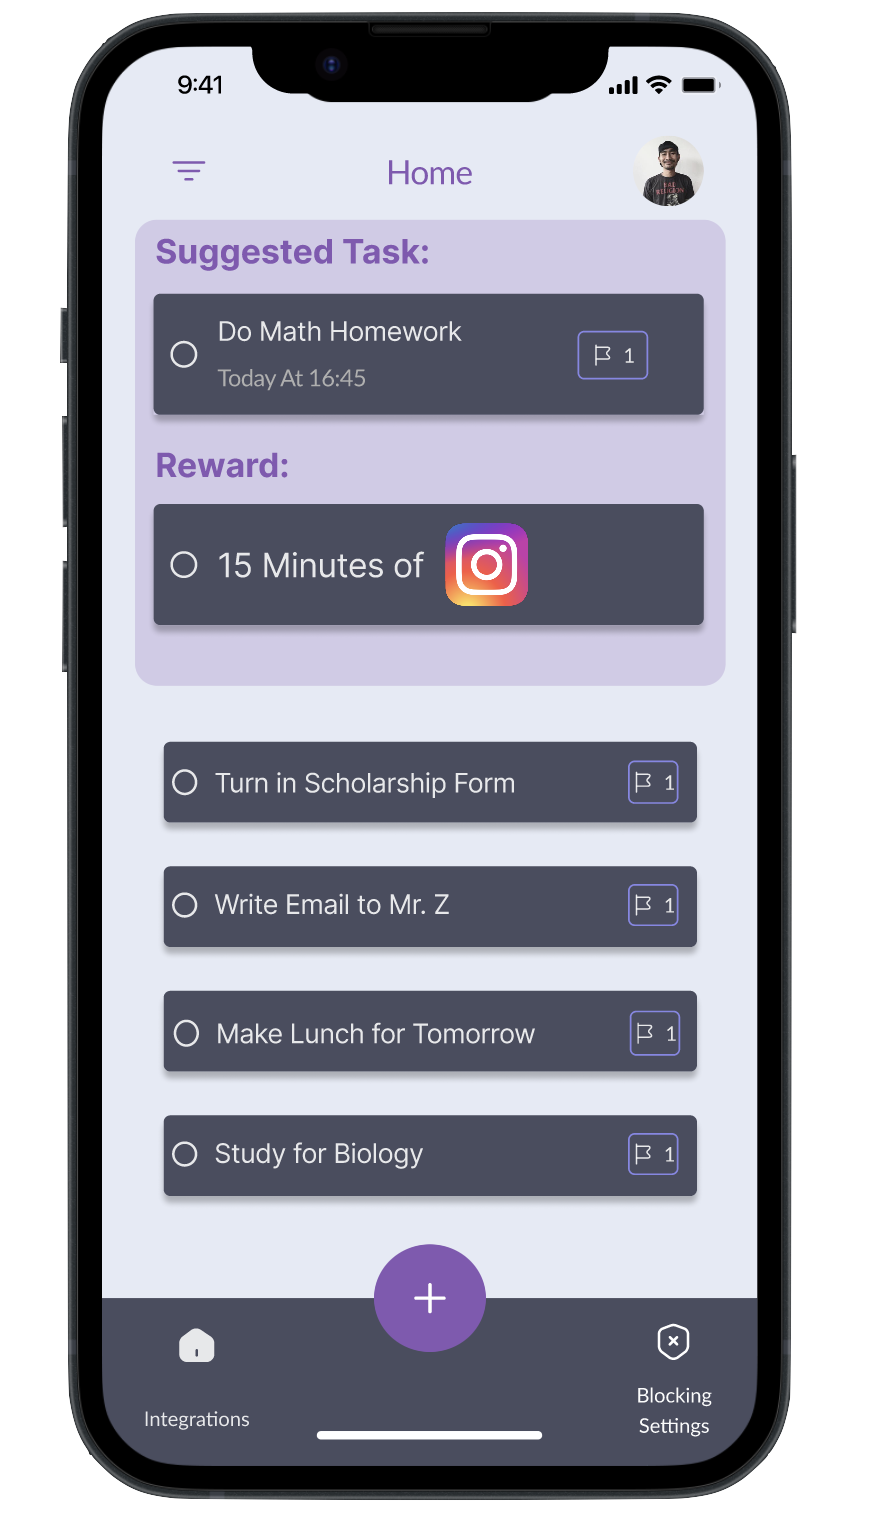 9:41
Home
BAD
RELIGION
Suggested Task:
Do Math Homework
1
Today At 16:45
Reward:
15 Minutes of
Turn in Scholarship Form
1
Write Email to Mr. Z
1
Make Lunch for Tomorrow
1
Study for Biology
1
Integrations
Blocking
Settings